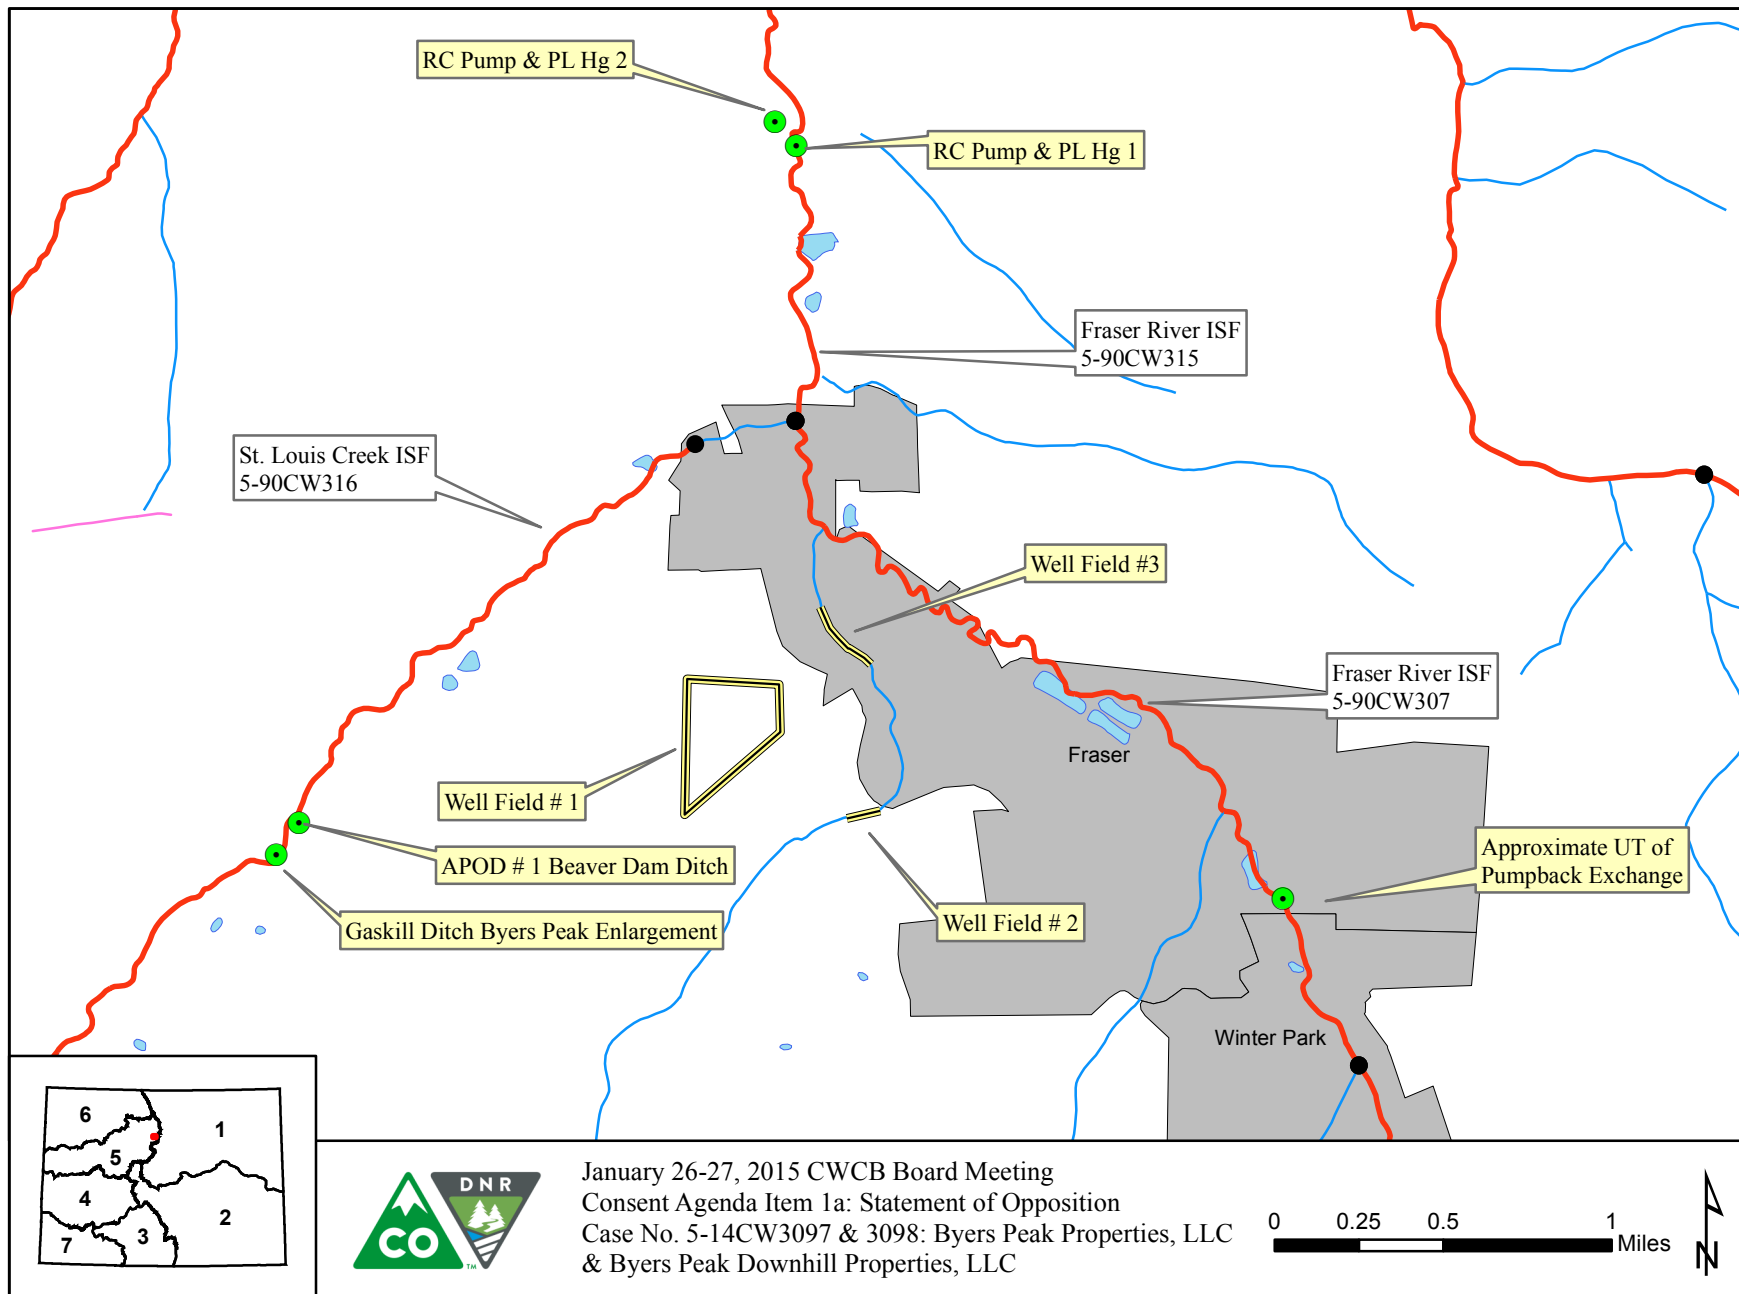 RC Pump & PL Hg 2
RC Pump & PL Hg 1
Fraser River ISF
5-90CW315
St. Louis Creek ISF
5-90CW316
Well Field #3
Fraser River ISF
5-90CW307
Fraser
Well Field # 1
APOD # 1 Beaver Dam Ditch
Approximate UT of
Pumpback Exchange
Gaskill Ditch Byers Peak Enlargement
Well Field # 2
Winter Park
6
1
5
4
2
3
7
CO
TM
DNR
January 26-27, 2015 CWCB Board Meeting
Consent Agenda Item 1a: Statement of Opposition
Case No. 5-14CW3097 & 3098: Byers Peak Properties, LLC
& Byers Peak Downhill Properties, LLC
0 0.25 0.5 1
Miles
N